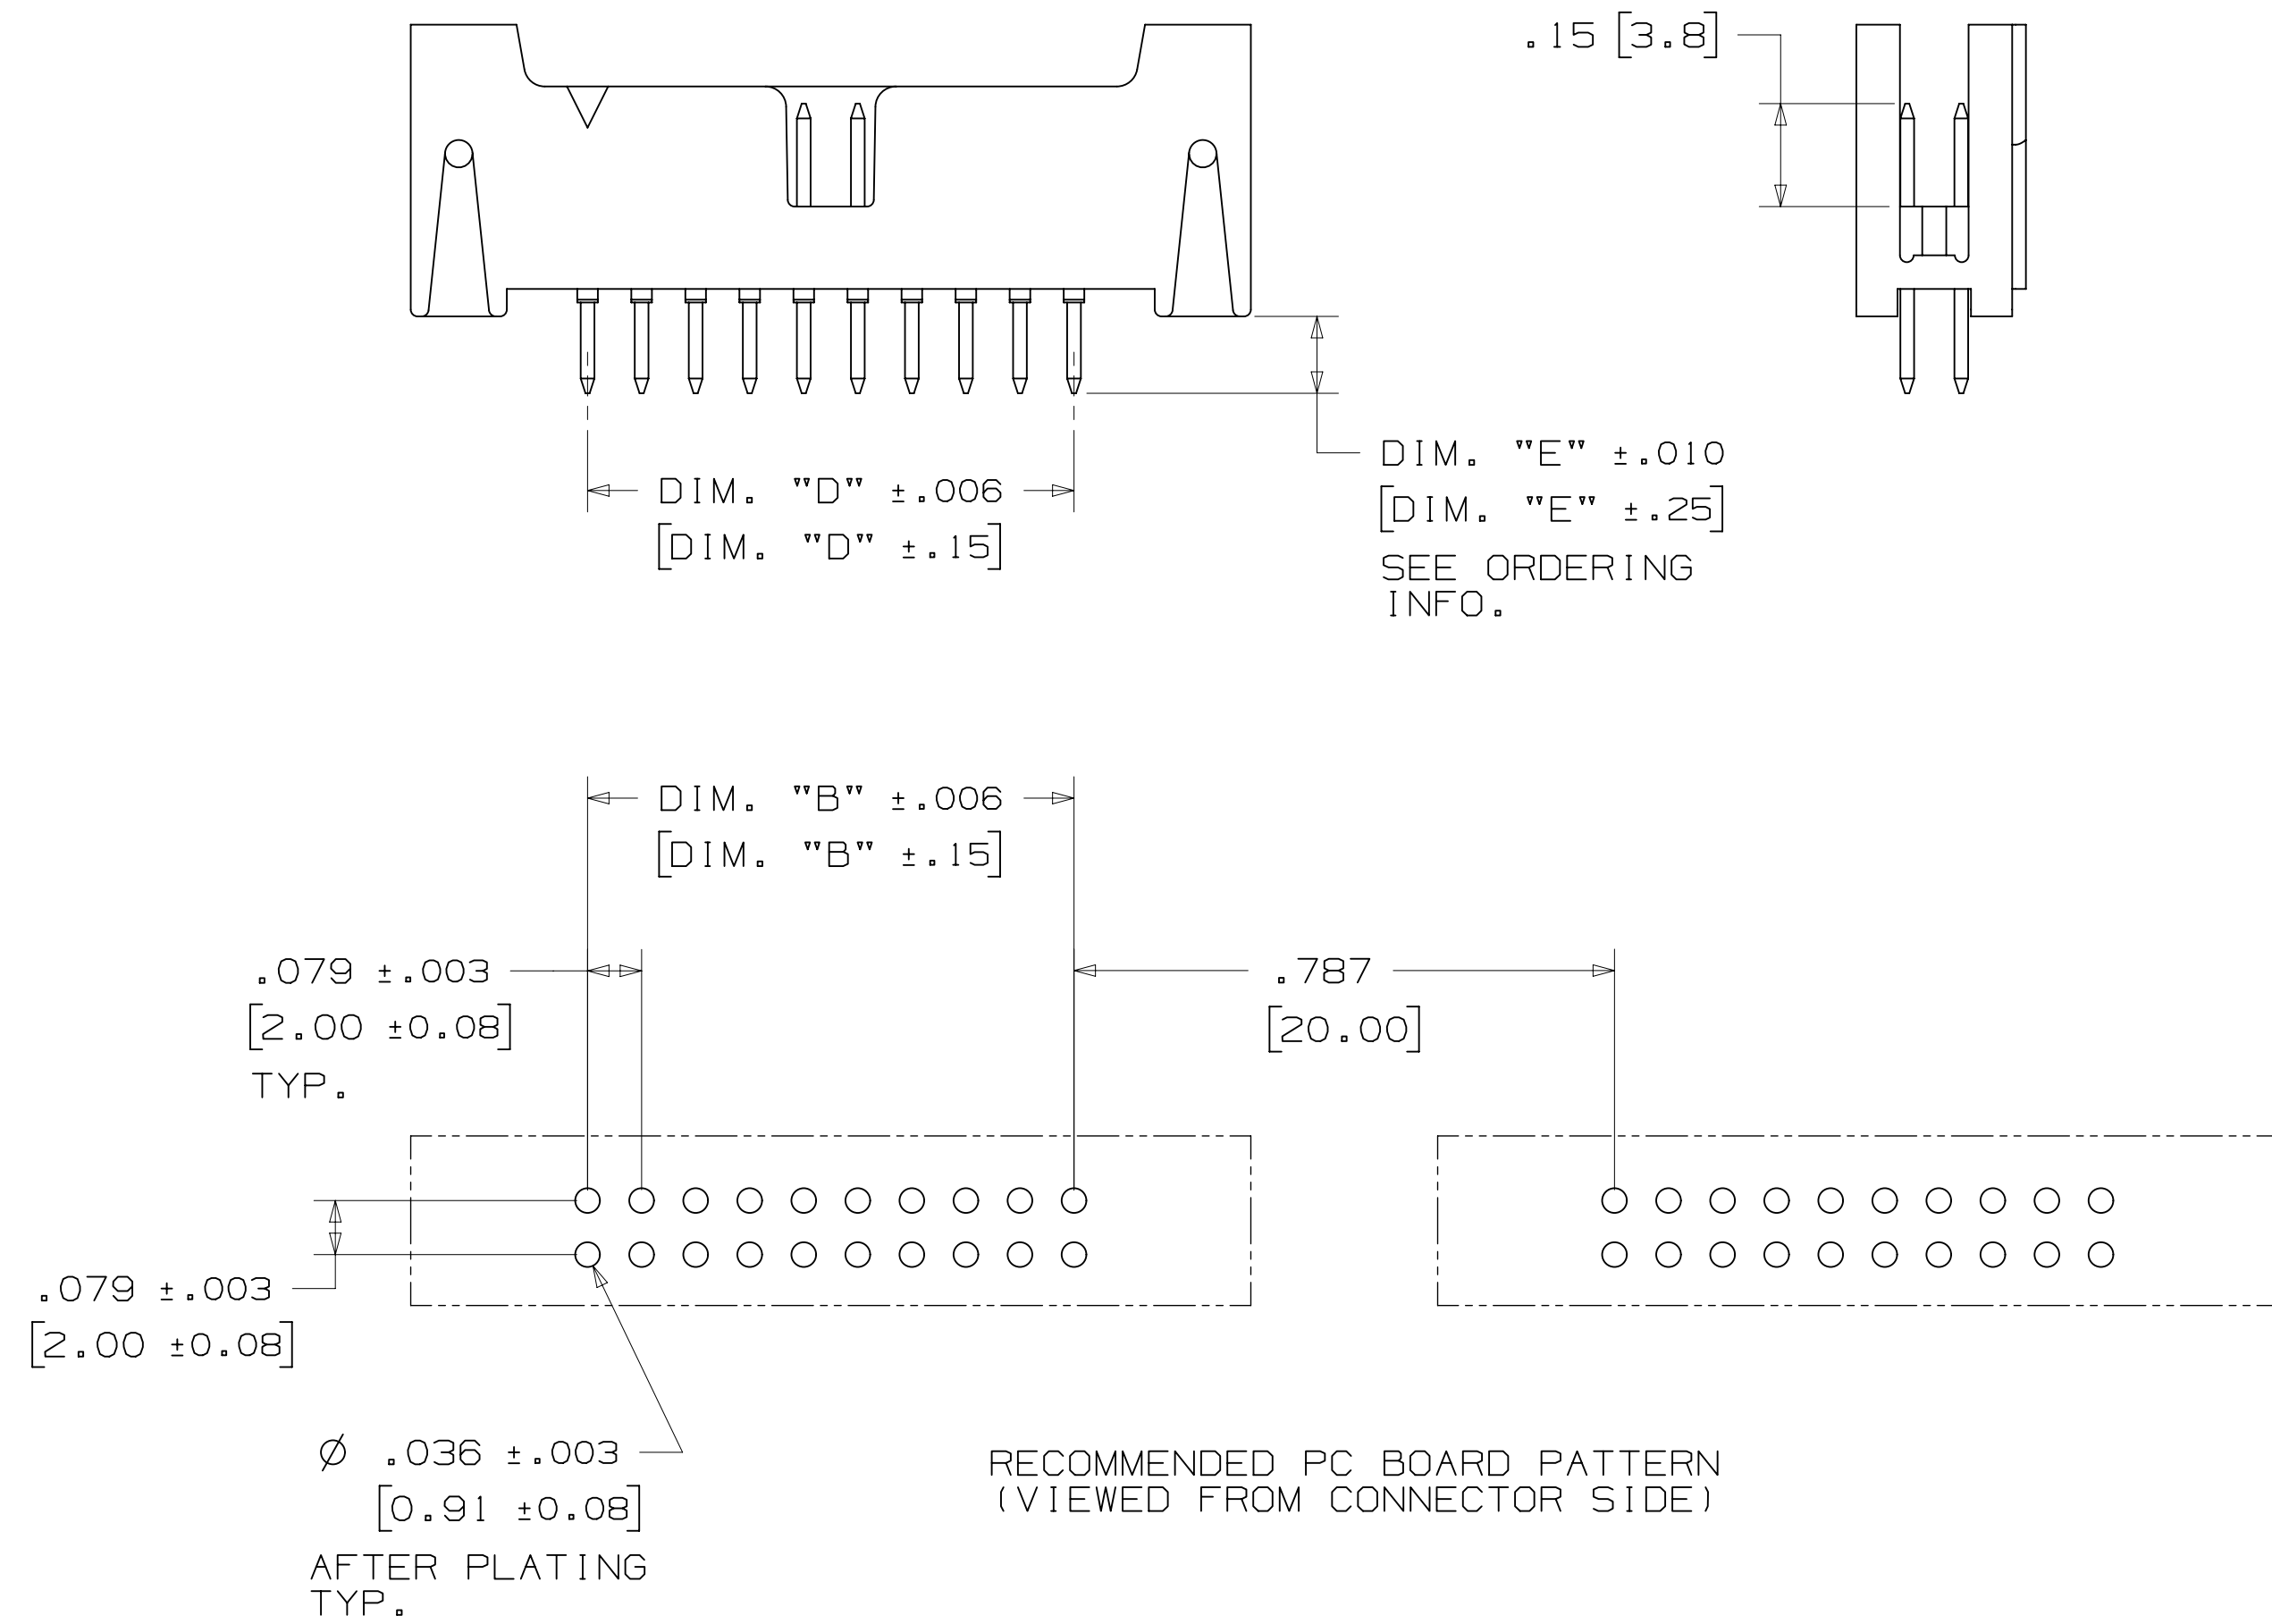 .15 [3.8]
DIM. "E" ±.010
[DIM. "E" ±.25]
SEE ORDERING
INFO.
DIM. "D" ±.006
[DIM. "D" ±.15]
DIM. "B" ±.006
[DIM. "B" ±.15]
.079 ±.003
[2.00 ±0.08]
TYP.
.787
[20.00]
.079 ±.003
[2.00 ±0.08]
Ø .036 ±.003
[0.91 ±0.08]
AFTER PLATING
TYP.
RECOMMENDED PC BOARD PATTERN
(VIEWED FROM CONNECTOR SIDE)